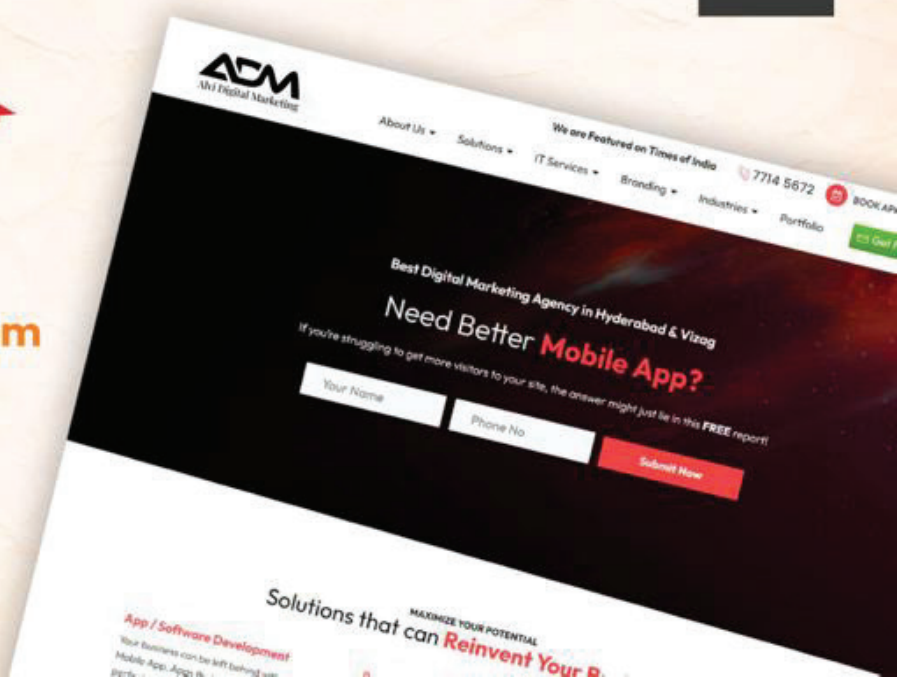 ADM
Alvi Digital Marketing
We are Featured on Times of India
7714 5672
BOOK
About Us
Solutions
IT Services
Branding
Industries
Portfolio
Get
Best Digital Marketing Agency in Hyderabad & Vizag
Need Better Mobile App?
If you're struggling to get more visitors to your site, the answer might just lie in this FREE report!
Your Name
Phone No
Submit Now
m
MAXIMIZE YOUR POTENTIAL
Solutions that can Reinvent Your B
App / Software Development
Your Business can be left behind
Mobile App. Apps